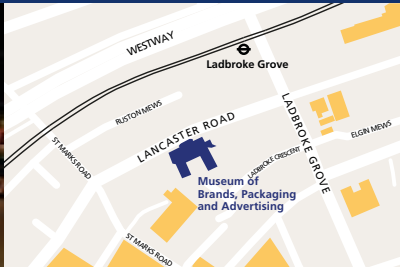 WESTWAY
Ladbroke Grove
RUSTON MEWS
LANCASTER ROAD
LADBROKE GROVE
ELGIN MEWS
ST MARKS ROAD
LADBROKE CRESCENT
Museum of
Brands, Packaging
and Advertising
ST MARKS ROAD